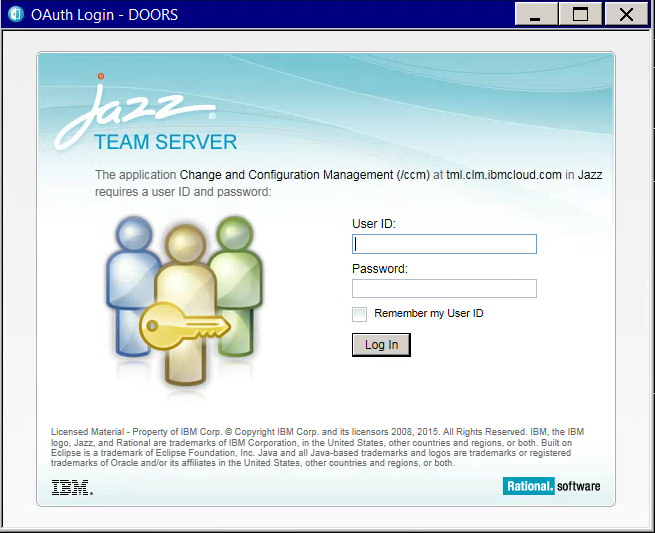 OAuth Login - DOORS
Jazz ®
TEAM SERVER
The application Change and Configuration Management (/ccm) at tml.clm.ibmcloud.com in Jazz
requires a user ID and password:
User ID:
Password:
Remember my User ID
Log In
Licensed Material - Property of IBM Corp. © Copyright IBM Corp. and its licensors 2008, 2015. All Rights Reserved. IBM, the IBM
logo, Jazz, and Rational are trademarks of IBM Corporation, in the United States, other countries and regions, or both. Built on
Eclipse is a trademark of Eclipse Foundation, Inc. Java and all Java-based trademarks and logos are trademarks or registered
trademarks of Oracle and/or its affiliates in the United States, other countries and regions, or both.
IBM.
Rational. software